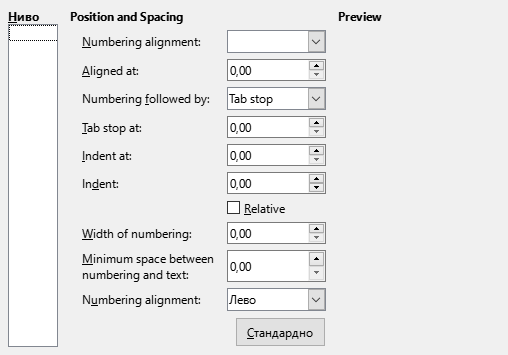 Ниво Position and Spacing Preview
Numbering alignment:
Aligned at: 0,00
Numbering followed by: Tab stop
Tab stop at: 0,00
Indent at: 0,00
Indent: 0,00
Relative
Width of numbering: 0,00
Minimum space between
numbering and text: 0,00
Numbering alignment: Лево
Стандардно